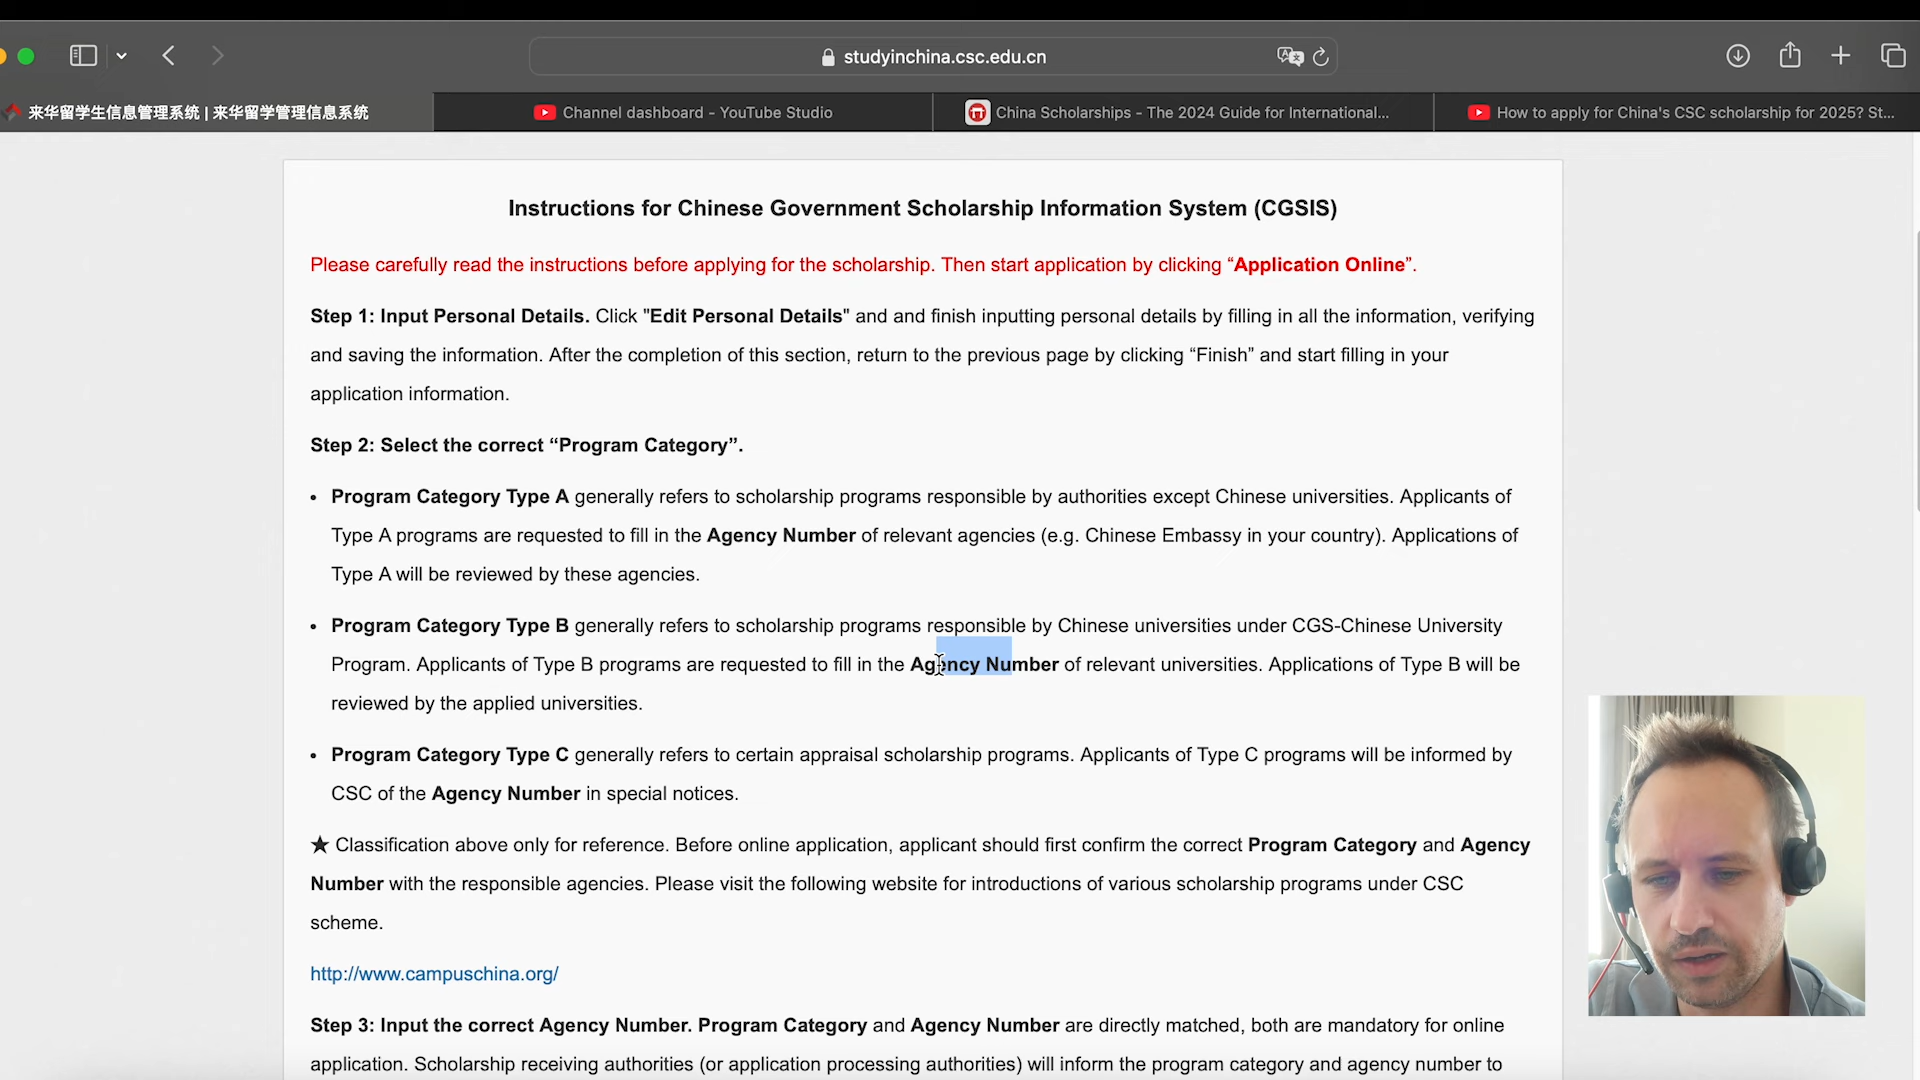 studyinchina.csc.edu.cn
来华留学生信息管理系统 | 来华留学管理信息系统
Channel dashboard - YouTube Studio
China Scholarships - The 2024 Guide for International...
How to apply for China's CSC scholarship for 2025? St...
Instructions for Chinese Government Scholarship Information System (CGSIS)
Please carefully read the instructions before applying for the scholarship. Then start application by clicking “Application Online”.
Step 1: Input Personal Details. Click "Edit Personal Details" and and finish inputting personal details by filling in all the information, verifying
and saving the information. After the completion of this section, return to the previous page by clicking “Finish” and start filling in your
application information.
Step 2: Select the correct “Program Category”.
• Program Category Type A generally refers to scholarship programs responsible by authorities except Chinese universities. Applicants of
Type A programs are requested to fill in the Agency Number of relevant agencies (e.g. Chinese Embassy in your country). Applications of
Type A will be reviewed by these agencies.
• Program Category Type B generally refers to scholarship programs responsible by Chinese universities under CGS-Chinese University
Program. Applicants of Type B programs are requested to fill in the Agency Number of relevant universities. Applications of Type B will be
reviewed by the applied universities.
• Program Category Type C generally refers to certain appraisal scholarship programs. Applicants of Type C programs will be informed by
CSC of the Agency Number in special notices.
★ Classification above only for reference. Before online application, applicant should first confirm the correct Program Category and Agency
Number with the responsible agencies. Please visit the following website for introductions of various scholarship programs under CSC
scheme.
http://www.campuschina.org/
Step 3: Input the correct Agency Number. Program Category and Agency Number are directly matched, both are mandatory for online
application. Scholarship receiving authorities (or application processing authorities) will inform the program category and agency number to